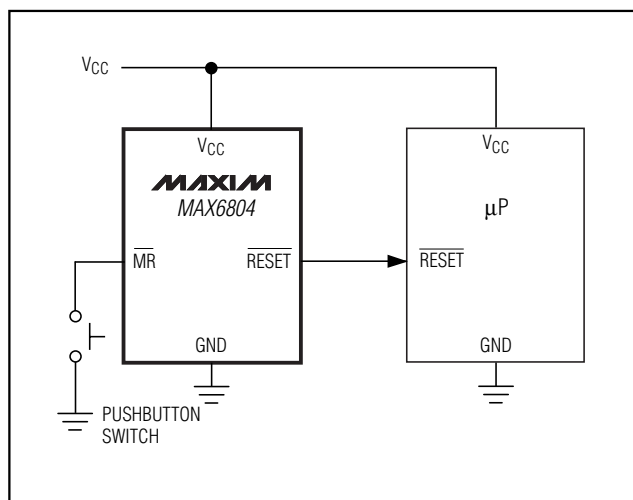 VCC
VCC
VCC
MAXIM
MAX6804
μP
MR
RESET
RESET
GND
GND
PUSHBUTTON
SWITCH